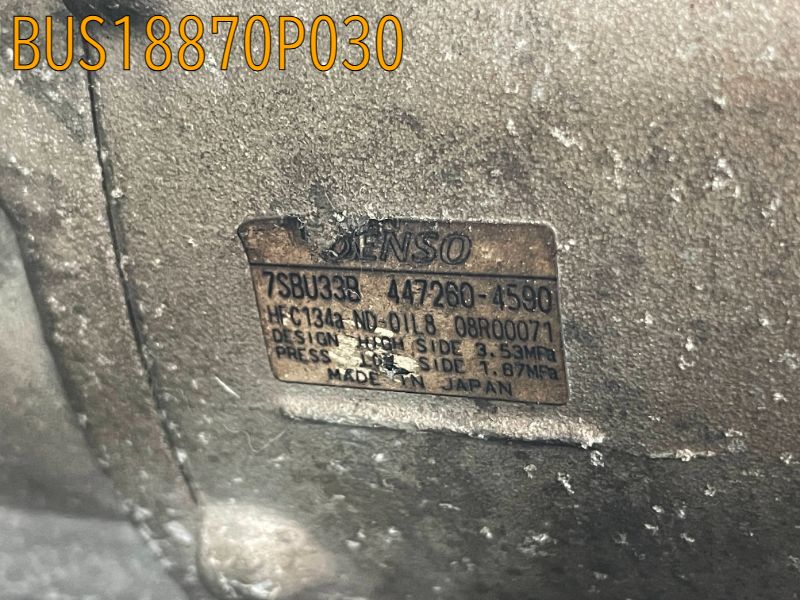 BUS18870P030
DENSO
7SBU33B 447260-4590
HFC134a ND-OIL8 08R00071
DESIGN HIGH SIDE 3.53MPa
PRESS LOW SIDE 1.67MPa
MADE IN JAPAN